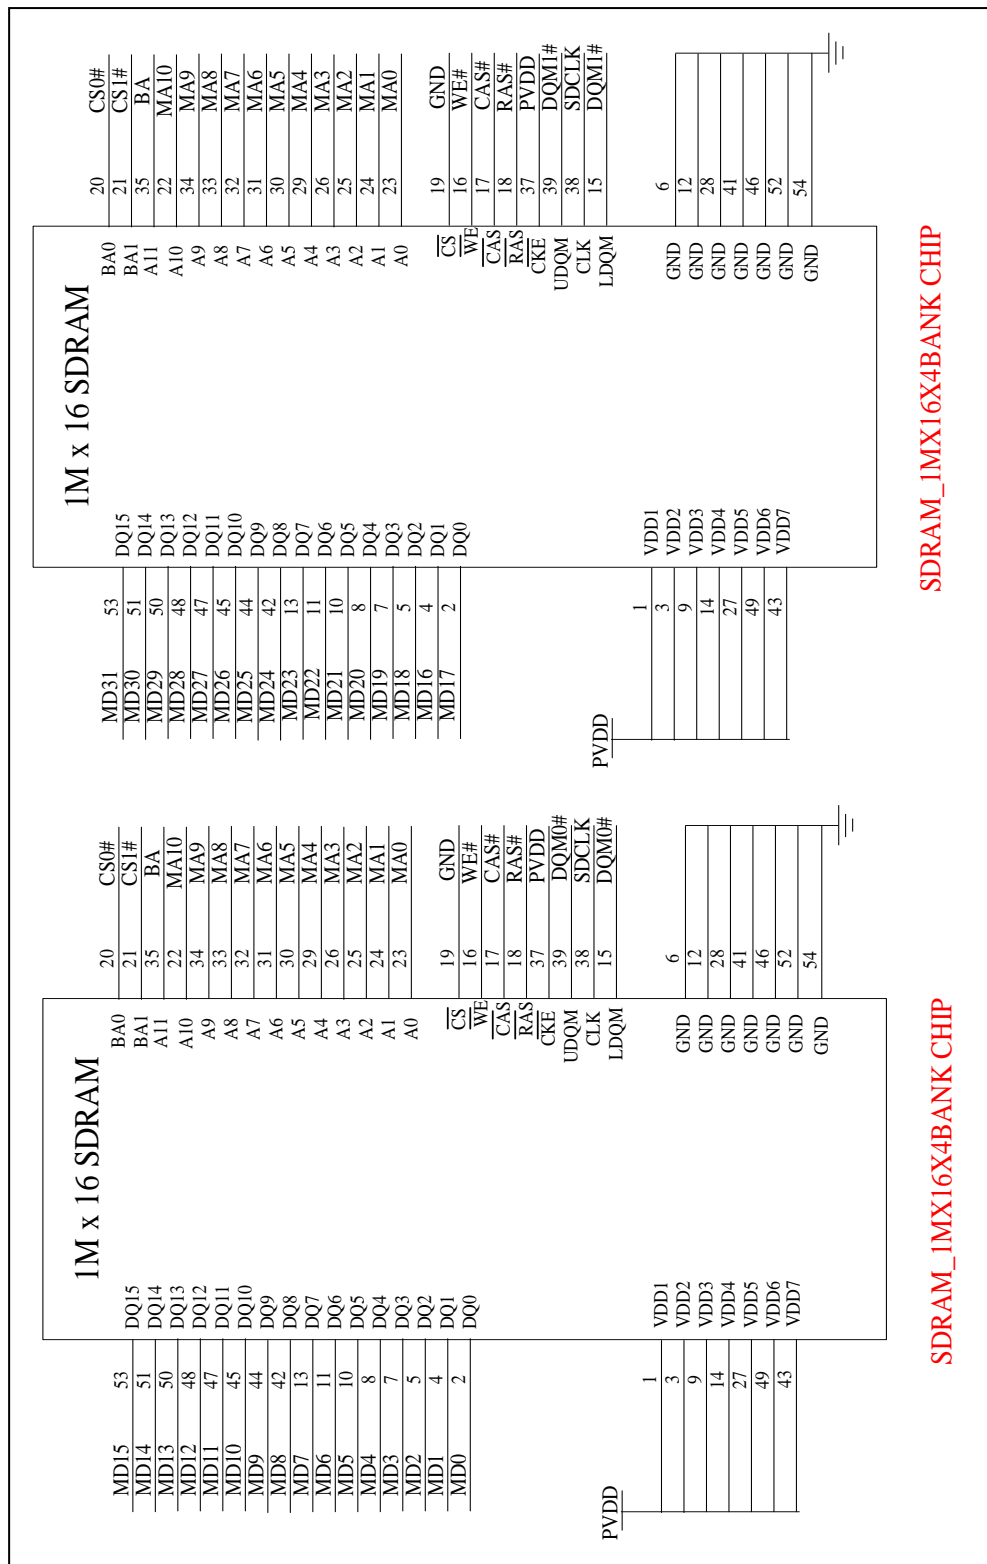 1M x 16 SDRAM
MD15 53 DQ15
MD14 51 DQ14
MD13 50 DQ13
MD12 48 DQ12
MD11 47 DQ11
MD10 45 DQ10
MD9 44 DQ9
MD8 42 DQ8
MD7 13 DQ7
MD6 11 DQ6
MD5 10 DQ5
MD4 8 DQ4
MD3 7 DQ3
MD2 5 DQ2
MD1 4 DQ1
MD0 2 DQ0
PVDD
1 VDD1
3 VDD2
9 VDD3
14 VDD4
27 VDD5
49 VDD6
43 VDD7
BA0 20 CS0#
BA1 21 CS1#
A11 35 BA
A10 22 MA10
A9 34 MA9
A8 33 MA8
A7 32 MA7
A6 31 MA6
A5 30 MA5
A4 29 MA4
A3 26 MA3
A2 25 MA2
A1 24 MA1
A0 23 MA0
CS 19 GND
WE 16 WE#
CAS 17 CAS#
RAS 18 RAS#
CKE 37 PVDD
UDQM 39 DQM0#
CLK 38 SDCLK
LDQM 15 DQM0#
GND 6
GND 12
GND 28
GND 41
GND 46
GND 52
GND 54
SDRAM_1MX16X4BANK CHIP
1M x 16 SDRAM
MD31 53 DQ15
MD30 51 DQ14
MD29 50 DQ13
MD28 48 DQ12
MD27 47 DQ11
MD26 45 DQ10
MD25 44 DQ9
MD24 42 DQ8
MD23 13 DQ7
MD22 11 DQ6
MD21 10 DQ5
MD20 8 DQ4
MD19 7 DQ3
MD18 5 DQ2
MD16 4 DQ1
MD17 2 DQ0
PVDD
1 VDD1
3 VDD2
9 VDD3
14 VDD4
27 VDD5
49 VDD6
43 VDD7
BA0 20 CS0#
BA1 21 CS1#
A11 35 BA
A10 22 MA10
A9 34 MA9
A8 33 MA8
A7 32 MA7
A6 31 MA6
A5 30 MA5
A4 29 MA4
A3 26 MA3
A2 25 MA2
A1 24 MA1
A0 23 MA0
CS 19 GND
WE 16 WE#
CAS 17 CAS#
RAS 18 RAS#
CKE 37 PVDD
UDQM 39 DQM1#
CLK 38 SDCLK
LDQM 15 DQM1#
GND 6
GND 12
GND 28
GND 41
GND 46
GND 52
GND 54
SDRAM_1MX16X4BANK CHIP